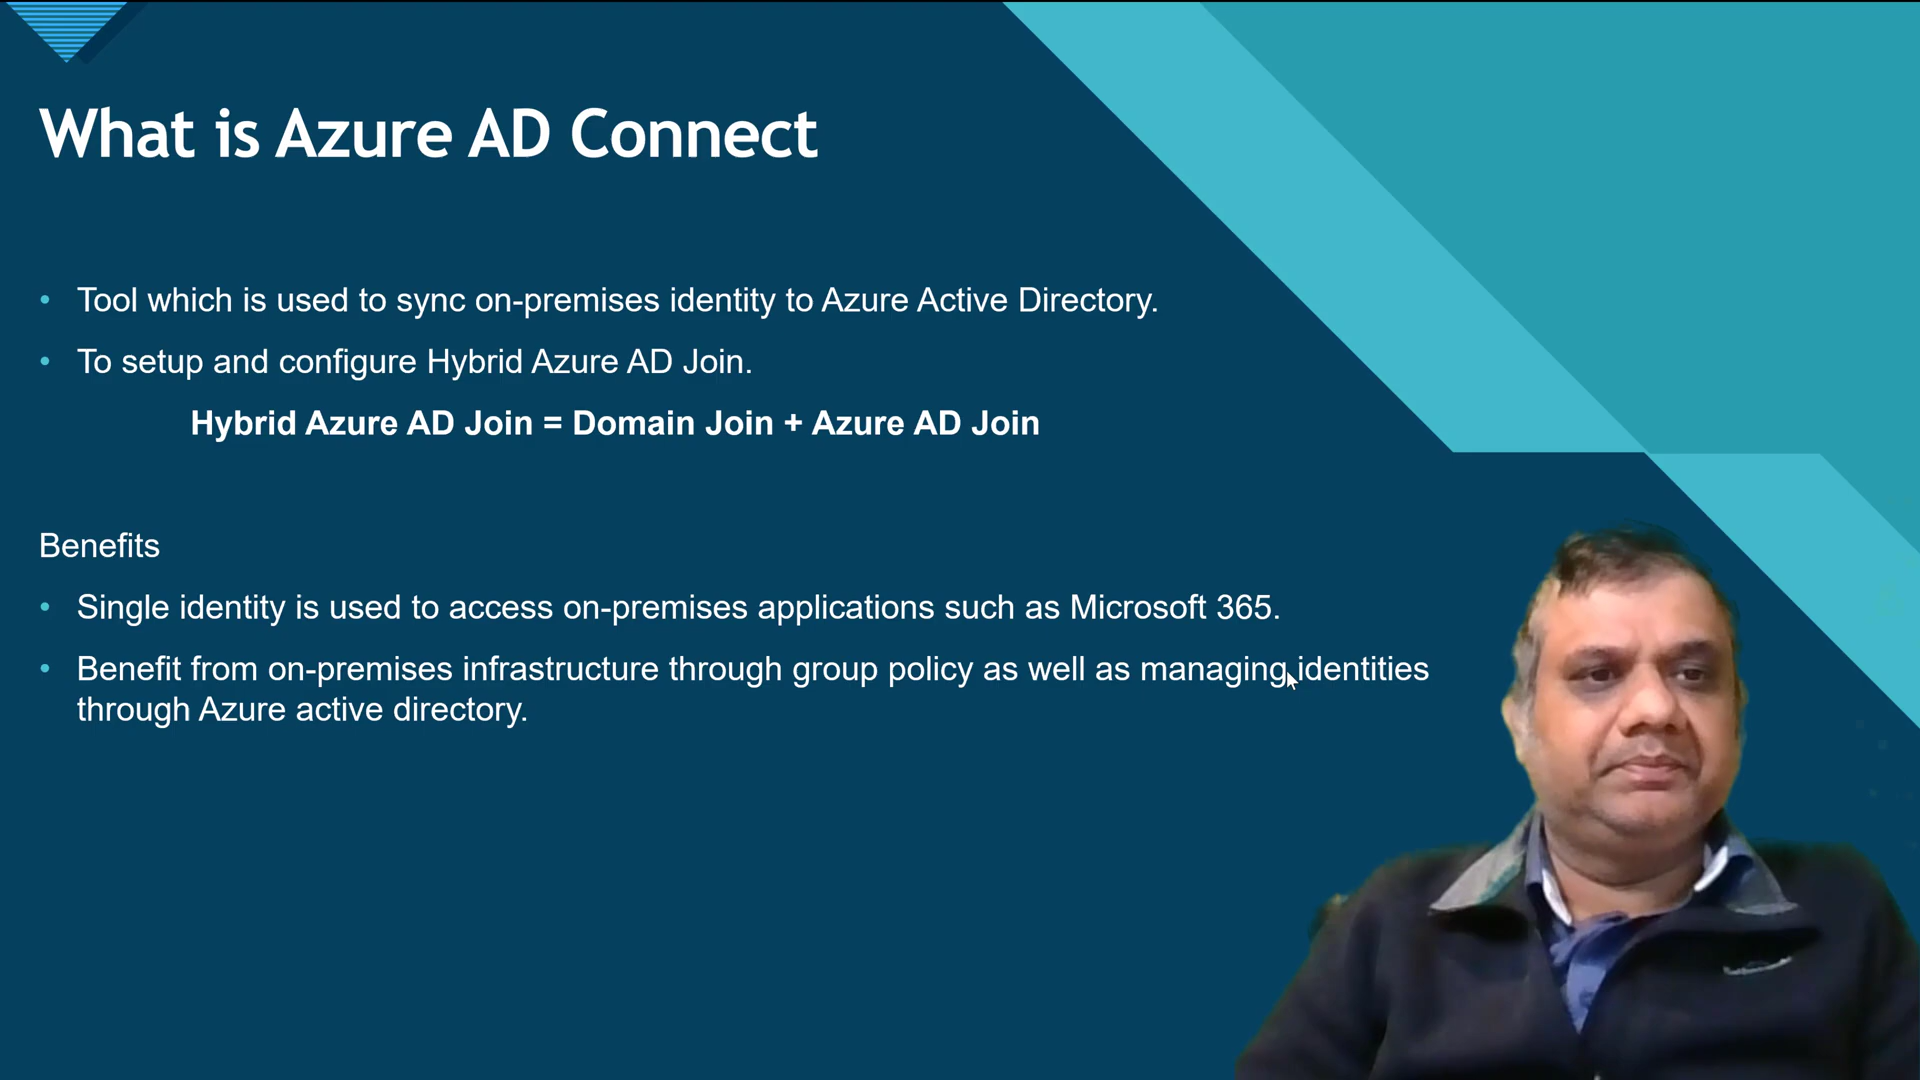 What is Azure AD Connect
• Tool which is used to sync on-premises identity to Azure Active Directory.
• To setup and configure Hybrid Azure AD Join.
Hybrid Azure AD Join = Domain Join + Azure AD Join
Benefits
• Single identity is used to access on-premises applications such as Microsoft 365.
• Benefit from on-premises infrastructure through group policy as well as managing identities
through Azure active directory.